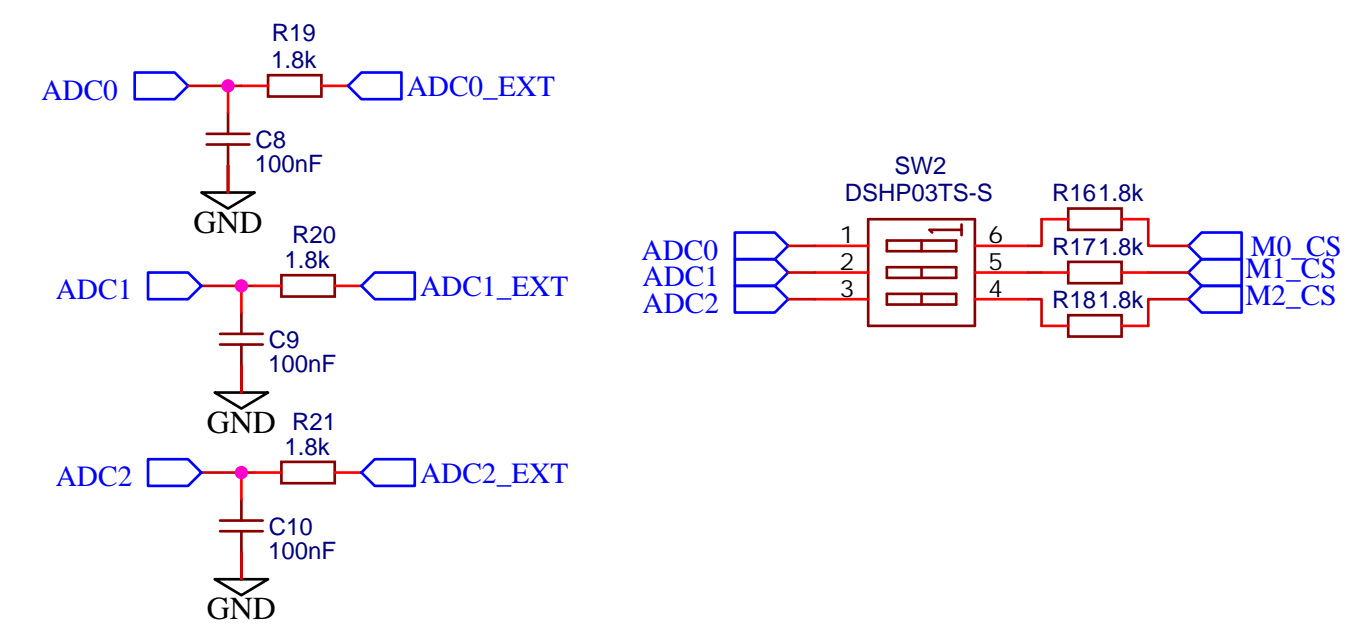 R19
1.8k
ADC0
ADC0_EXT
C8
100nF
GND
R20
1.8k
ADC1
ADC1_EXT
C9
100nF
GND
R21
1.8k
ADC2
ADC2_EXT
C10
100nF
GND
SW2
DSHP03TS-S
1
ADC0 1 6 R161.8k M0_CS
ADC1 2 5 R171.8k M1_CS
ADC2 3 4 R181.8k M2_CS